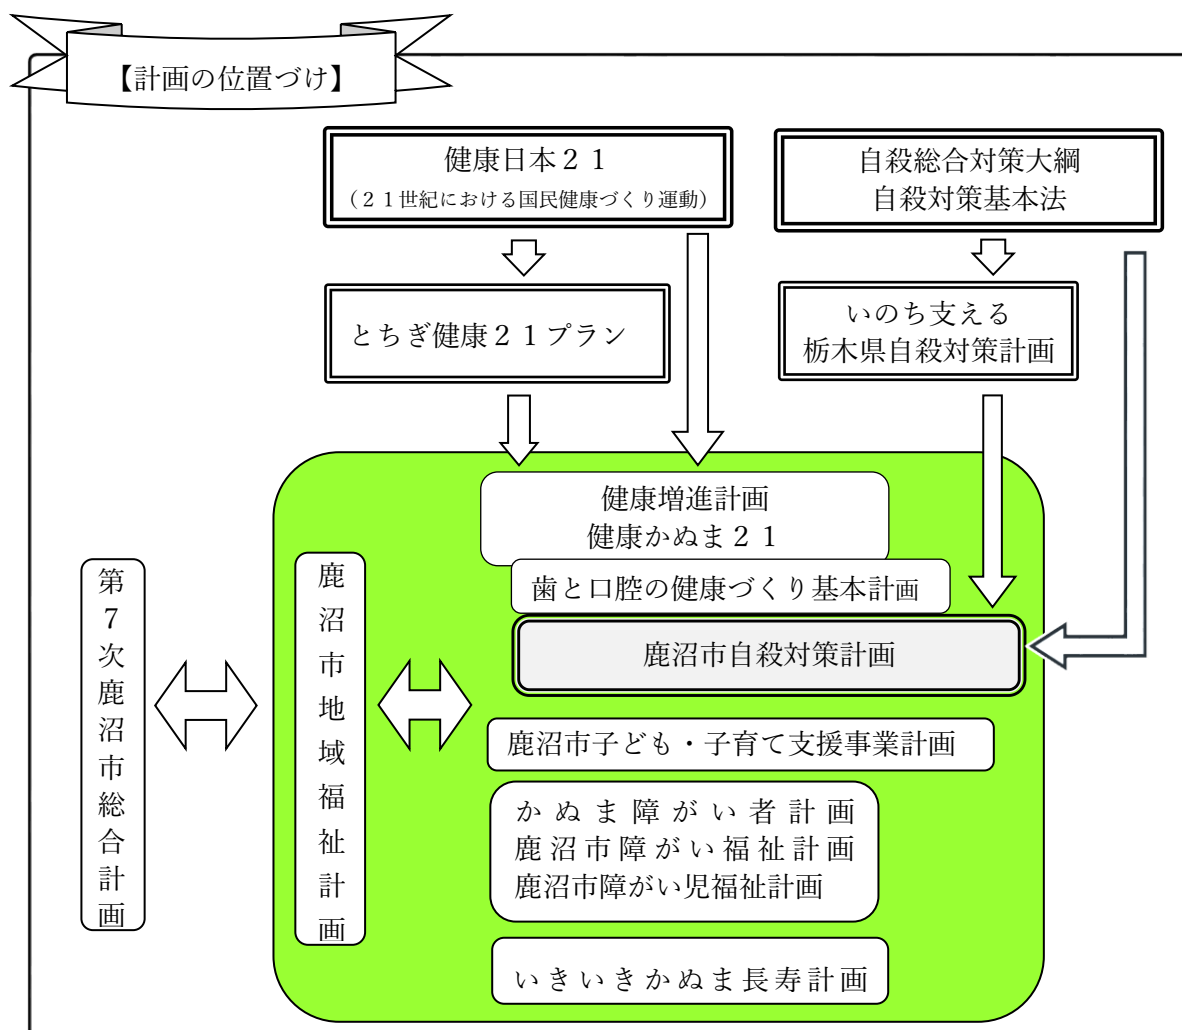 【計画の位置づけ】
健康日本２１
（２１世紀における国民健康づくり運動）
自殺総合対策大綱
自殺対策基本法
とちぎ健康２１プラン
いのち支える
栃木県自殺対策計画
健康増進計画
健康かぬま２１
歯と口腔の健康づくり基本計画
鹿沼市自殺対策計画
第７次鹿沼市総合計画
鹿沼市地域福祉計画
鹿沼市子ども・子育て支援事業計画
かぬま障がい者計画
鹿沼市障がい福祉計画
鹿沼市障がい児福祉計画
いきいきかぬま長寿計画